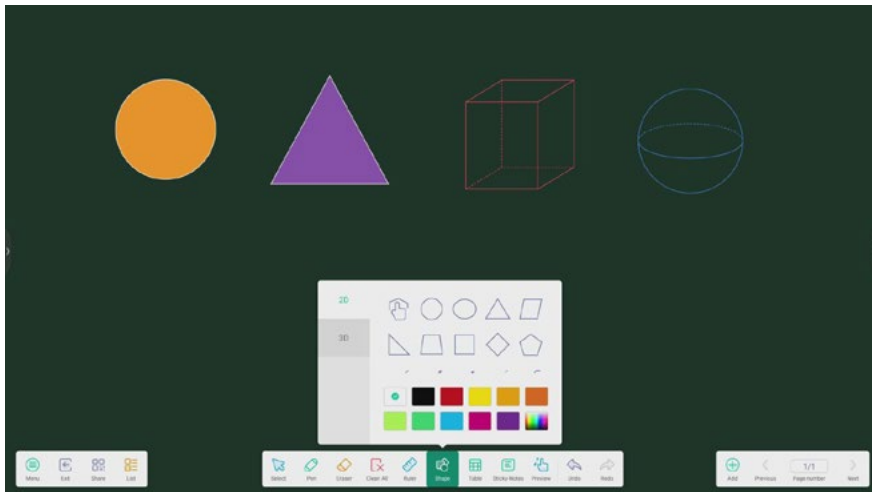 2D
3D
Menu Exit Share List
Select Pen Eraser Clean All Ruler Shape Table Sticky Notes Preview Undo Redo
1/1
Add Previous Page number Next